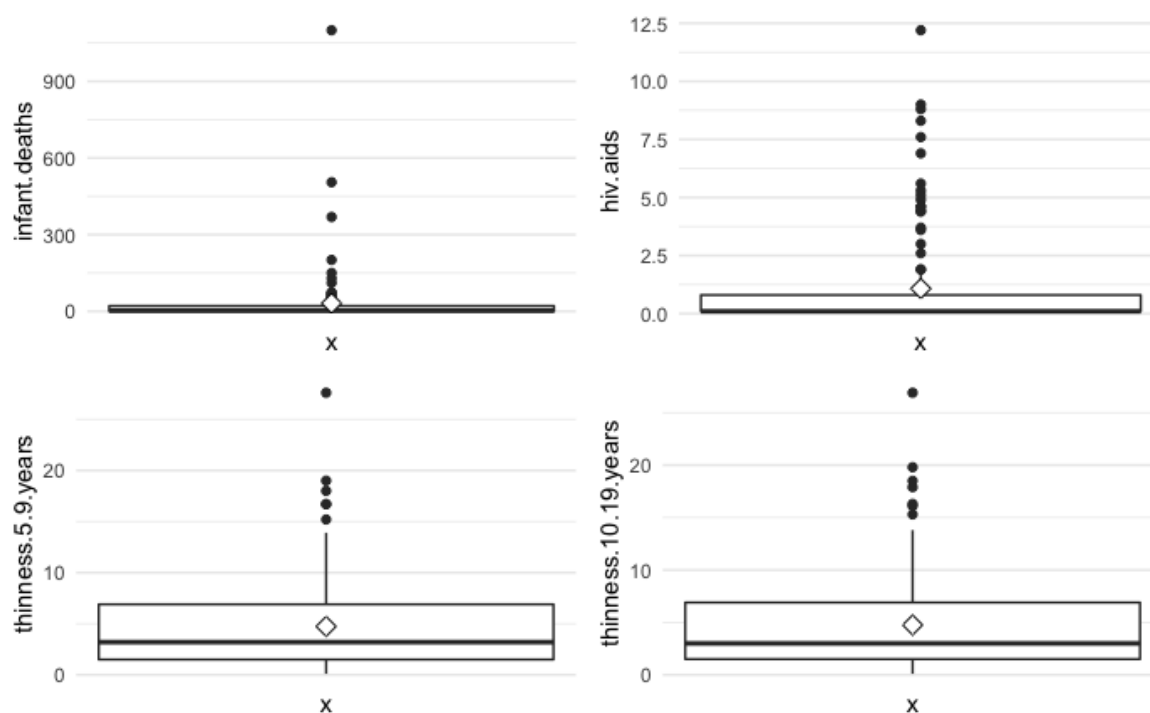 infant.deaths
900
600
300
0
x
hiv.aids
12.5
10.0
7.5
5.0
2.5
0.0
x
thinness.5.9.years
20
10
0
x
thinness.10.19.years
20
10
0
x